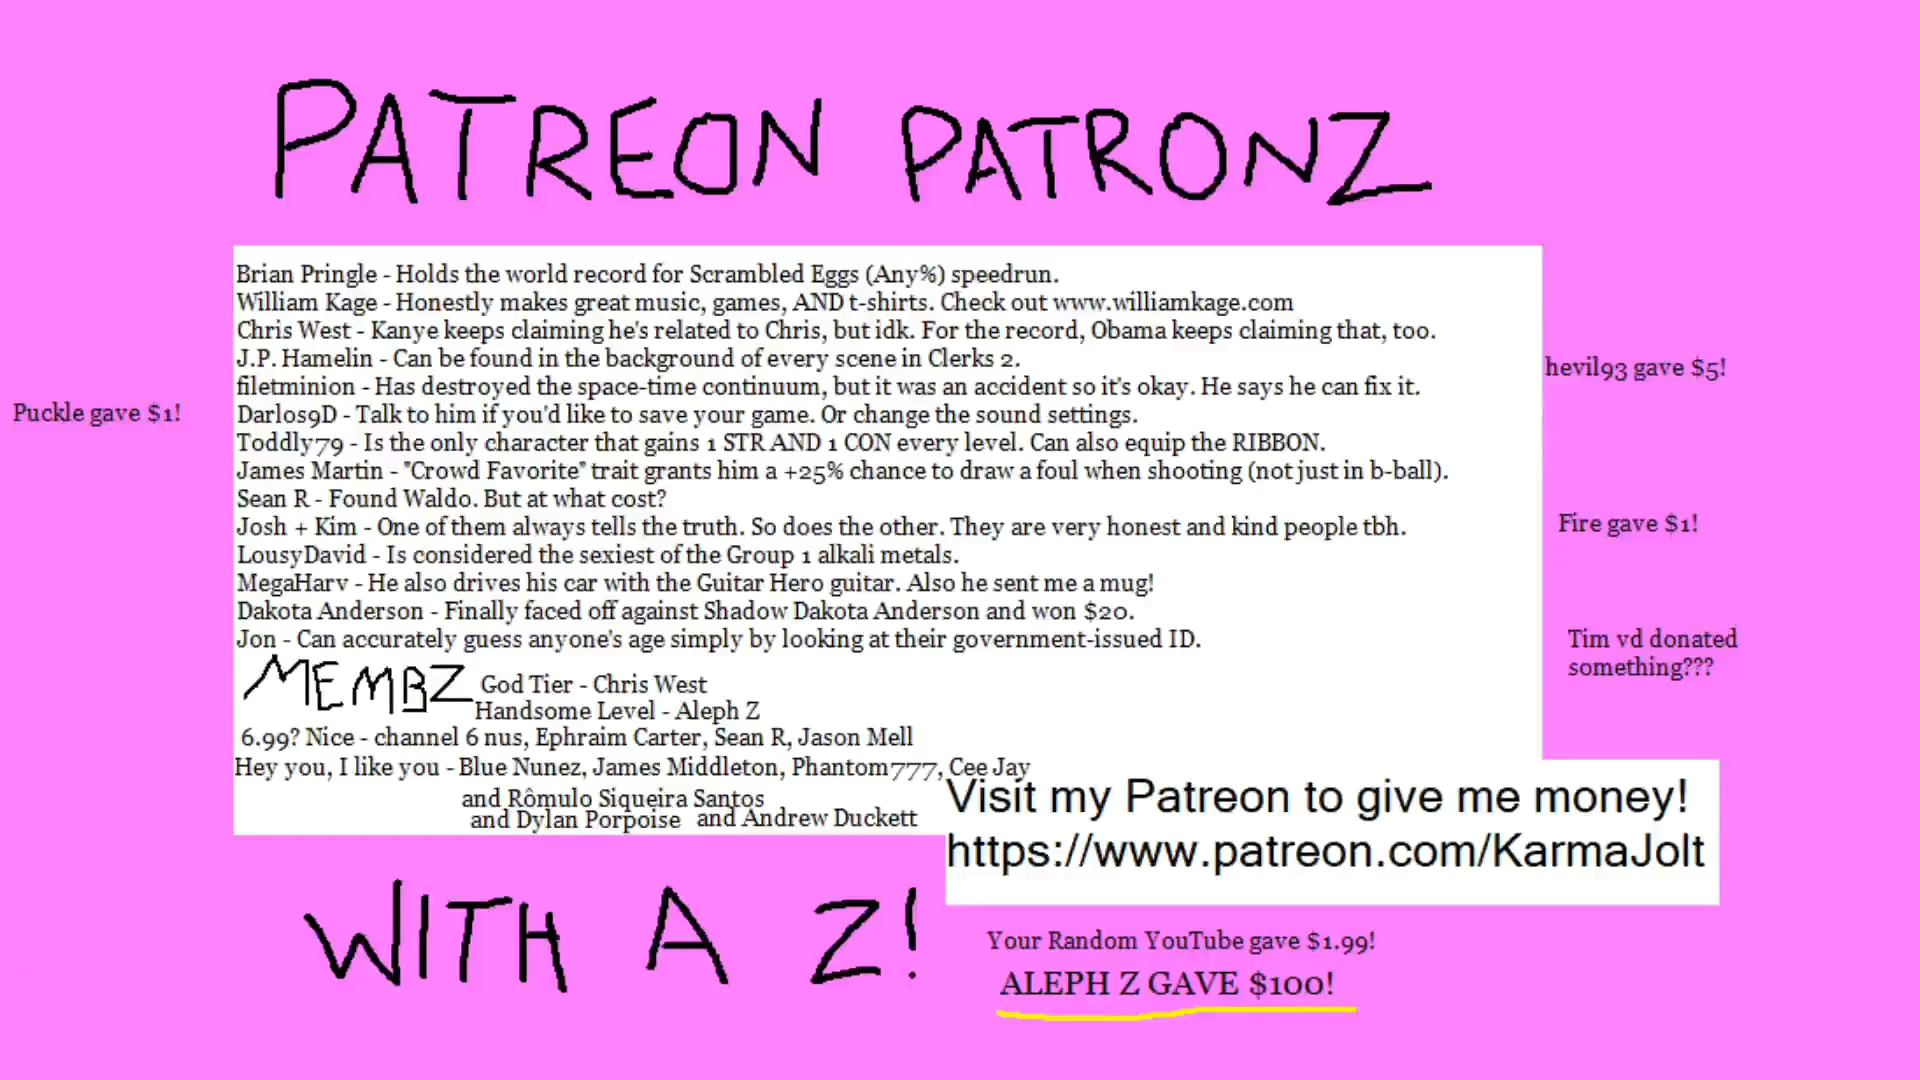 PATREON PATRONZ
Brian Pringle - Holds the world record for Scrambled Eggs (Any%) speedrun.
William Kage - Honestly makes great music, games, AND t-shirts. Check out www.williamkage.com
Chris West - Kanye keeps claiming he's related to Chris, but idk. For the record, Obama keeps claiming that, too.
J.P. Hamelin - Can be found in the background of every scene in Clerks 2.
filetminion - Has destroyed the space-time continuum, but it was an accident so it's okay. He says he can fix it.
Darlos9D - Talk to him if you'd like to save your game. Or change the sound settings.
Toddly79 - Is the only character that gains 1 STR AND 1 CON every level. Can also equip the RIBBON.
James Martin - "Crowd Favorite" trait grants him a +25% chance to draw a foul when shooting (not just in b-ball).
Sean R - Found Waldo. But at what cost?
Josh + Kim - One of them always tells the truth. So does the other. They are very honest and kind people tbh.
LousyDavid - Is considered the sexiest of the Group 1 alkali metals.
MegaHarv - He also drives his car with the Guitar Hero guitar. Also he sent me a mug!
Dakota Anderson - Finally faced off against Shadow Dakota Anderson and won $20.
Jon - Can accurately guess anyone's age simply by looking at their government-issued ID.
MEMBZ
God Tier - Chris West
Handsome Level - Aleph Z
6.99? Nice - channel 6 nus, Ephraim Carter, Sean R, Jason Mell
Hey you, I like you - Blue Nunez, James Middleton, Phantom777, Cee Jay
and Rômulo Siqueira Santos
and Dylan Porpoise and Andrew Duckett
Puckle gave $1!
hevil93 gave $5!
Fire gave $1!
Tim vd donated
something???
Visit my Patreon to give me money!
https://www.patreon.com/KarmaJolt
WITH A Z!
Your Random YouTube gave $1.99!
ALEPH Z GAVE $100!